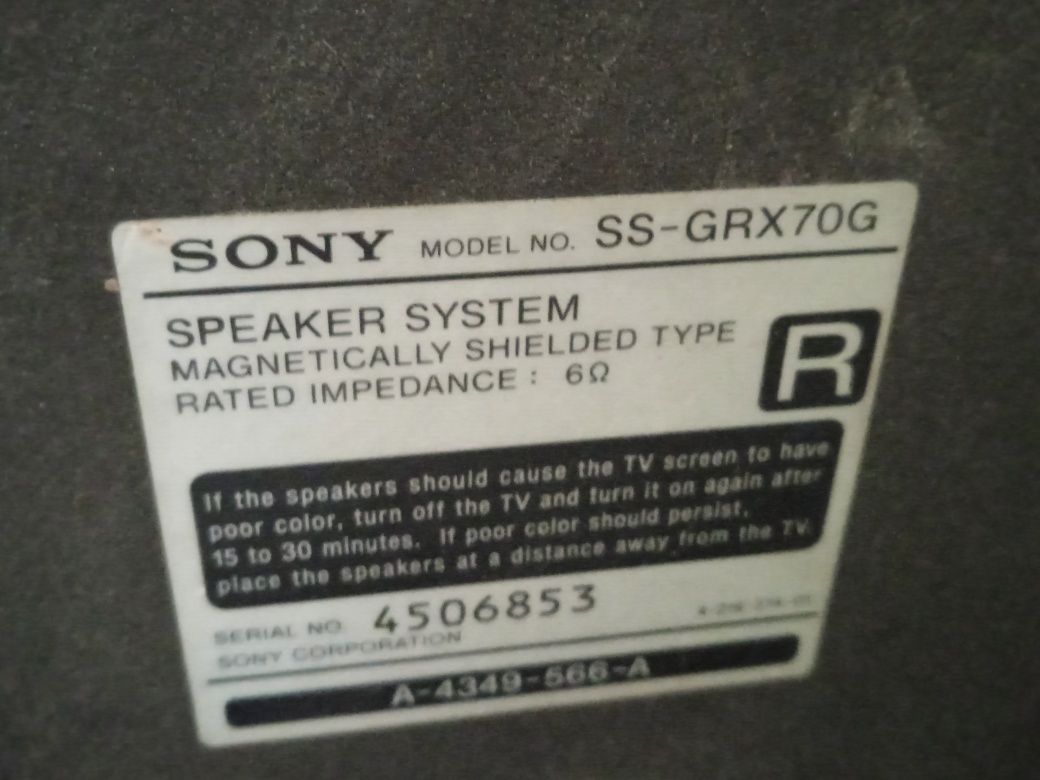 SONY MODEL NO. SS-GRX70G
SPEAKER SYSTEM
MAGNETICALLY SHIELDED TYPE
RATED IMPEDANCE : 6Ω
R
If the speakers should cause the TV screen to have
poor color, turn off the TV and turn it on again after
15 to 30 minutes. If poor color should persist,
place the speakers at a distance away from the TV.
SERIAL NO. 4506853
SONY CORPORATION
A-4349-566-A